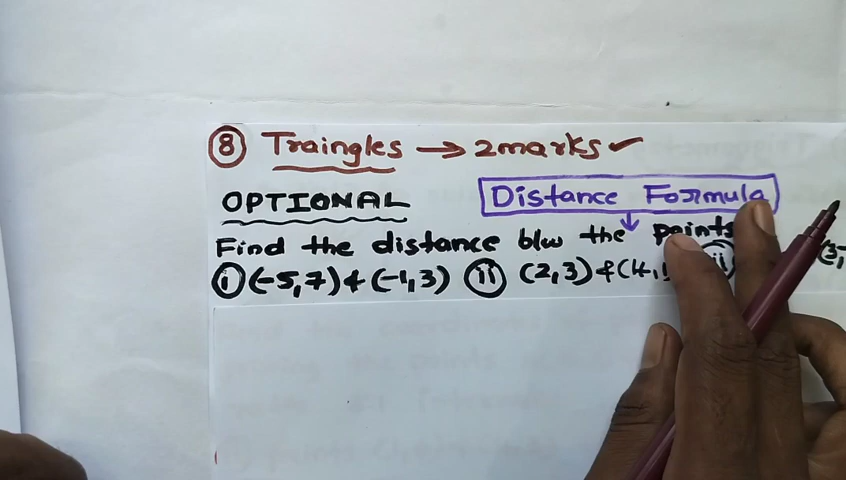 ⑧ Traingles → 2marks ✓
OPTIONAL
Distance Formula
Find the distance b/w the points
ⓘ (-5,7) & (-1,3) ⓘⓘ (2,3) & (4,